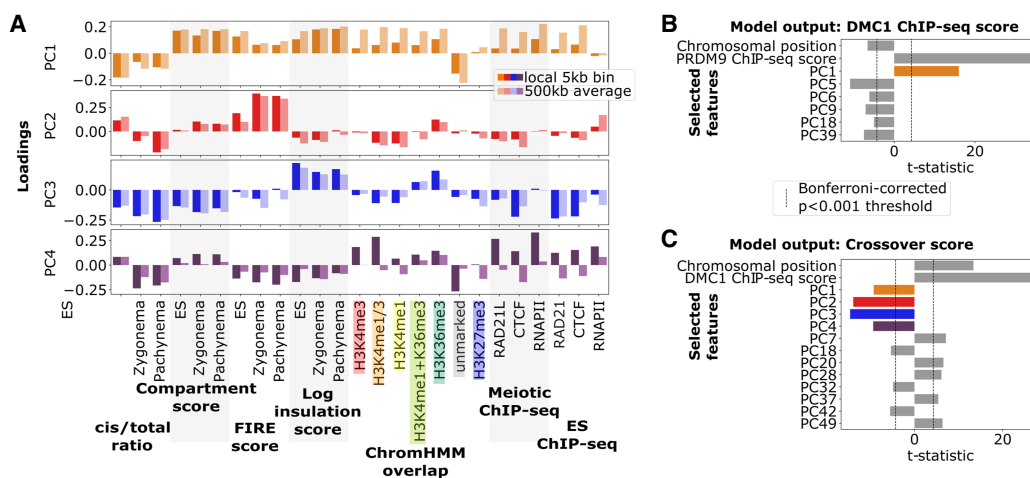 A
Loadings
PC1
0.2
0.0
−0.2
PC2
0.25
0.00
PC3
0.00
−0.25
PC4
0.25
0.00
−0.25
local 5kb bin
500kb average
ES
Zygonema
Pachynema
ES
Zygonema
Pachynema
ES
Zygonema
Pachynema
ES
Zygonema
Pachynema
H3K4me3
H3K4me1/3
H3K4me1
H3K4me1+K36me3
H3K36me3
unmarked
H3K27me3
RAD21L
CTCF
RNAPII
RAD21
CTCF
RNAPII
cis/total
ratio
Compartment
score
FIRE
score
Log
insulation
score
ChromHMM
overlap
Meiotic
ChIP-seq
ES
ChIP-seq
B
Model output: DMC1 ChIP-seq score
Selected
features
Chromosomal position
PRDM9 ChIP-seq score
PC1
PC5
PC6
PC9
PC18
PC39
0
20
t-statistic
Bonferroni-corrected
p<0.001 threshold
C
Model output: Crossover score
Selected
features
Chromosomal position
DMC1 ChIP-seq score
PC1
PC2
PC3
PC4
PC7
PC18
PC20
PC28
PC32
PC37
PC42
PC49
0
20
t-statistic